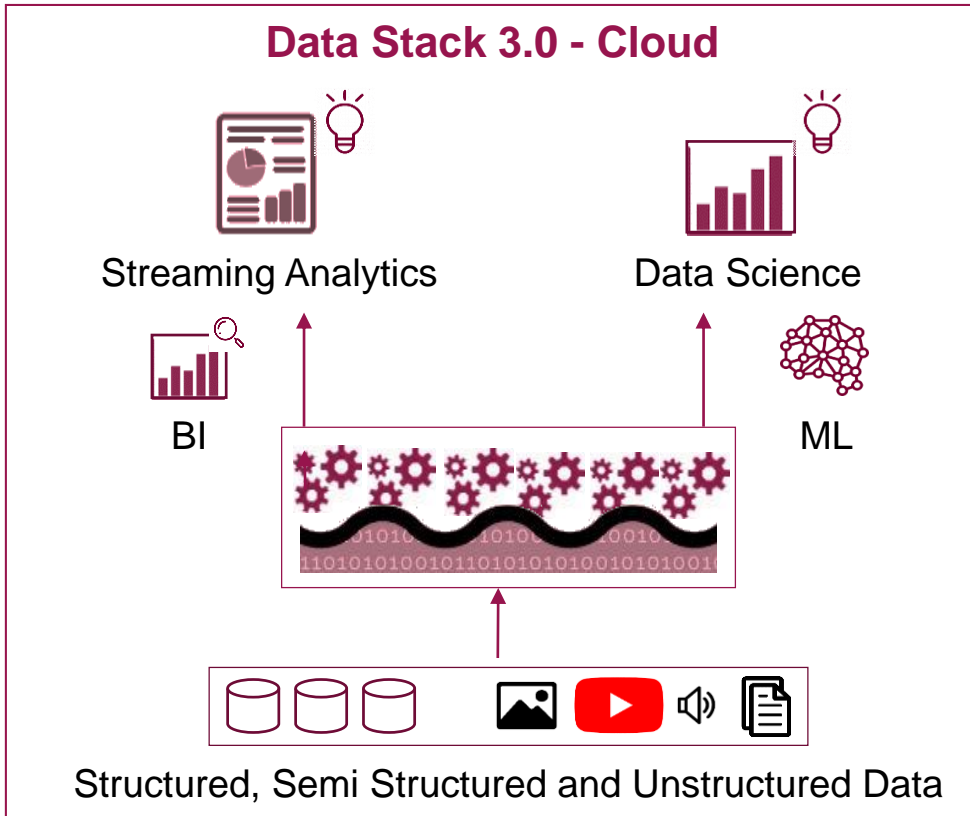 Data Stack 3.0 - Cloud
Streaming Analytics
Data Science
BI
ML
Structured, Semi Structured and Unstructured Data